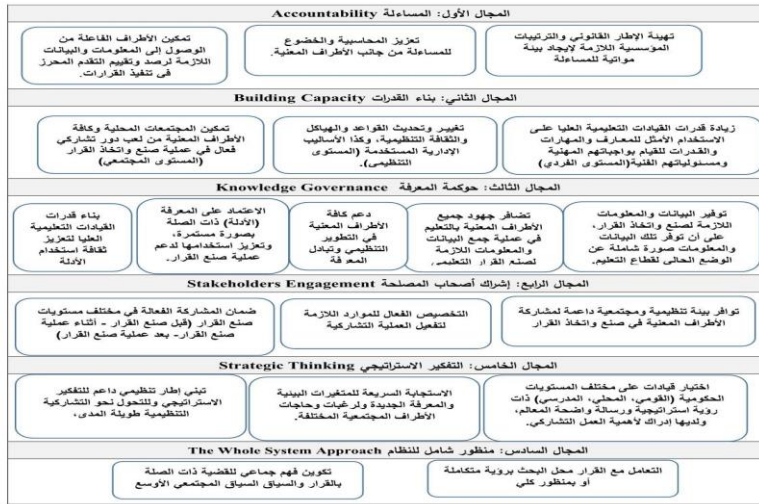 المجال الأول: المساءلة Accountability
تهيئة الإطار القانوني والترتيبات
المؤسسية اللازمة لإيجاد بيئة
مواتية للمساءلة
تعزيز المحاسبية والخضوع
للمساءلة من جانب الأطراف المعنية.
تمكين الأطراف الفاعلة من
الوصول إلى المعلومات والبيانات
اللازمة لرصد وتقييم التقدم المحرز
في تنفيذ القرارات.
المجال الثاني: بناء القدرات Building Capacity
زيادة قدرات القيادات التعليمية العليا على
الاستخدام الأمثل للمعارف والمهارات
والقدرات للقيام بواجباتهم المهنية
ومسئولياتهم الفنية(المستوى الفردي)
تغيير وتحديث القواعد والهياكل
والثقافة التنظيمية، وكذا الأساليب
الإدارية المستخدمة (المستوى
التنظيمى).
تمكين المجتمعات المحلية وكافة
الأطراف المعنية من لعب دور تشاركي
فعال في عملية صنع واتخاذ القرار
(المستوى المجتمعي)
المجال الثالث: حوكمة المعرفة Knowledge Governance
توفير البيانات والمعلومات
اللازمة لصنع واتخاذ القرار،
على أن توفر تلك البيانات
والمعلومات صورة شاملة عن
الوضع الحالى لقطاع التعليم.
تضافر جهود جميع
الأطراف المعنية بالتعليم
في عملية جمع البيانات
والمعلومات اللازمة
لصنع القرار التعليمي
دعم كافة
الأطراف المعنية
في التطوير
التنظيمي وتبادل
المعرفة
الاعتماد على المعرفة
(الأدلة) ذات الصلة
بصورة مستمرة،
وتعزيز استخدامها لدعم
عملية صنع القرار.
بناء قدرات
القيادات التعليمية
العليا لتعزيز
ثقافة استخدام
الأدلة
المجال الرابع: إشراك أصحاب المصلحة Stakeholders Engagement
توافر بيئة تنظيمية ومجتمعية داعمة لمشاركة
الأطراف المعنية في صنع واتخاذ القرار
التخصيص الفعال للموارد اللازمة
لتفعيل العملية التشاركية
ضمان المشاركة الفعالة في مختلف مستويات
صنع القرار (قبل صنع القرار - أثناء عملية
صنع القرار- بعد عملية صنع القرار)
المجال الخامس: التفكير الاستراتيجي Strategic Thinking
اختيار قيادات على مختلف المستويات
الحكومية (القومي، المحلي، المدرسي) ذات
رؤية استراتيجية ورسالة واضحة المعالم،
ولديها إدراك لأهمية العمل التشاركي.
الاستجابة السريعة للمتغيرات البيئية
والمعرفة الجديدة ولرغبات وحاجات
الأطراف المجتمعية المختلفة.
تبني إطار تنظيمي داعم للتفكير
الاستراتيجي وللتحول نحو التشاركية
التنظيمية طويلة المدى،
المجال السادس: منظور شامل للنظام The Whole System Approach
التعامل مع القرار محل البحث برؤية متكاملة
أو بمنظور كلي
تكوين فهم جماعي للقضية ذات الصلة
بالقرار والسياق السياق المجتمعي الأوسع